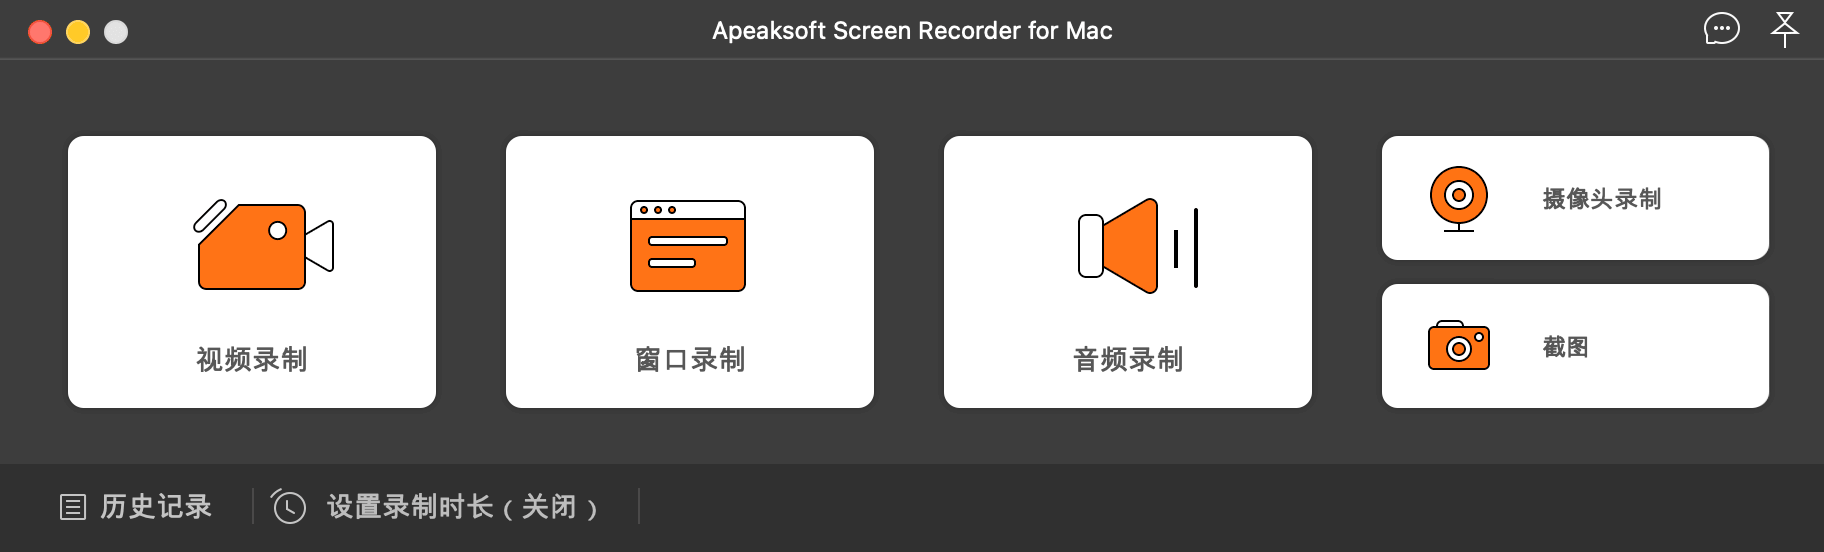 Apeaksoft Screen Recorder for Mac
视频录制
窗口录制
音频录制
摄像头录制
截图
历史记录
设置录制时长(关闭)